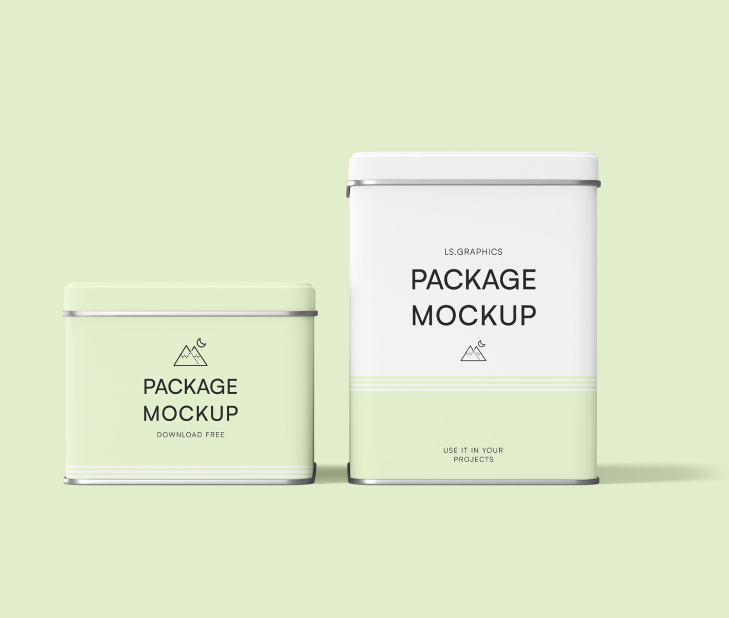 PACKAGE
MOCKUP
DOWNLOAD FREE
LS.GRAPHICS
PACKAGE
MOCKUP
USE IT IN YOUR
PROJECTS